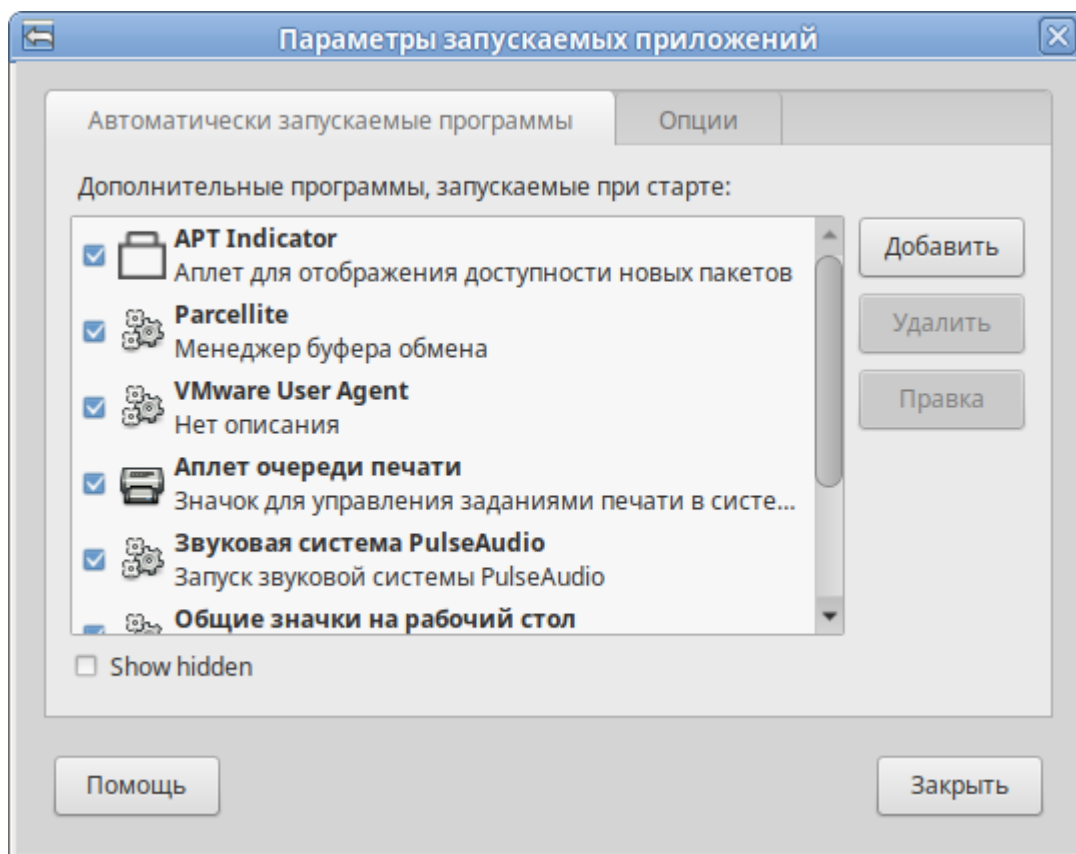 Параметры запускаемых приложений
Автоматически запускаемые программы
Опции
Дополнительные программы, запускаемые при старте:
APT Indicator
Аплет для отображения доступности новых пакетов
Parcellite
Менеджер буфера обмена
VMware User Agent
Нет описания
Аплет очереди печати
Значок для управления заданиями печати в систе...
Звуковая система PulseAudio
Запуск звуковой системы PulseAudio
Общие значки на рабочий стол
Добавить
Удалить
Правка
Show hidden
Помощь
Закрыть